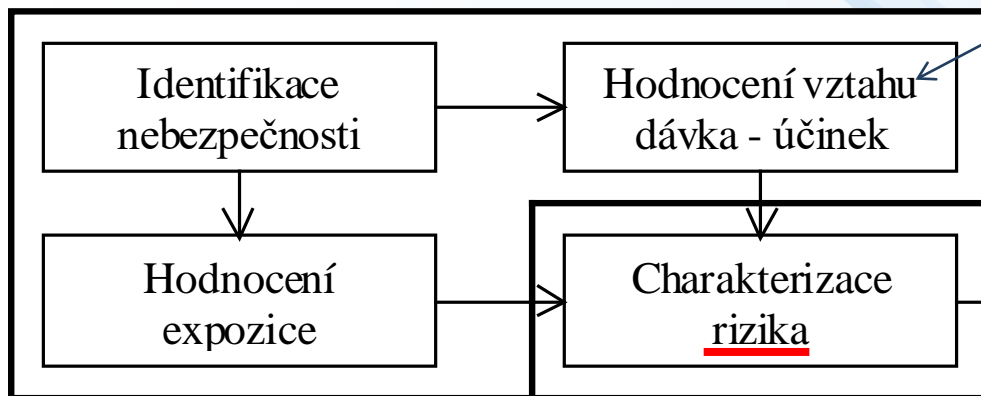 Identifikace
nebezpečnosti
Hodnocení vztahu
dávka - účinek
Hodnocení
expozice
Charakterizace
rizika